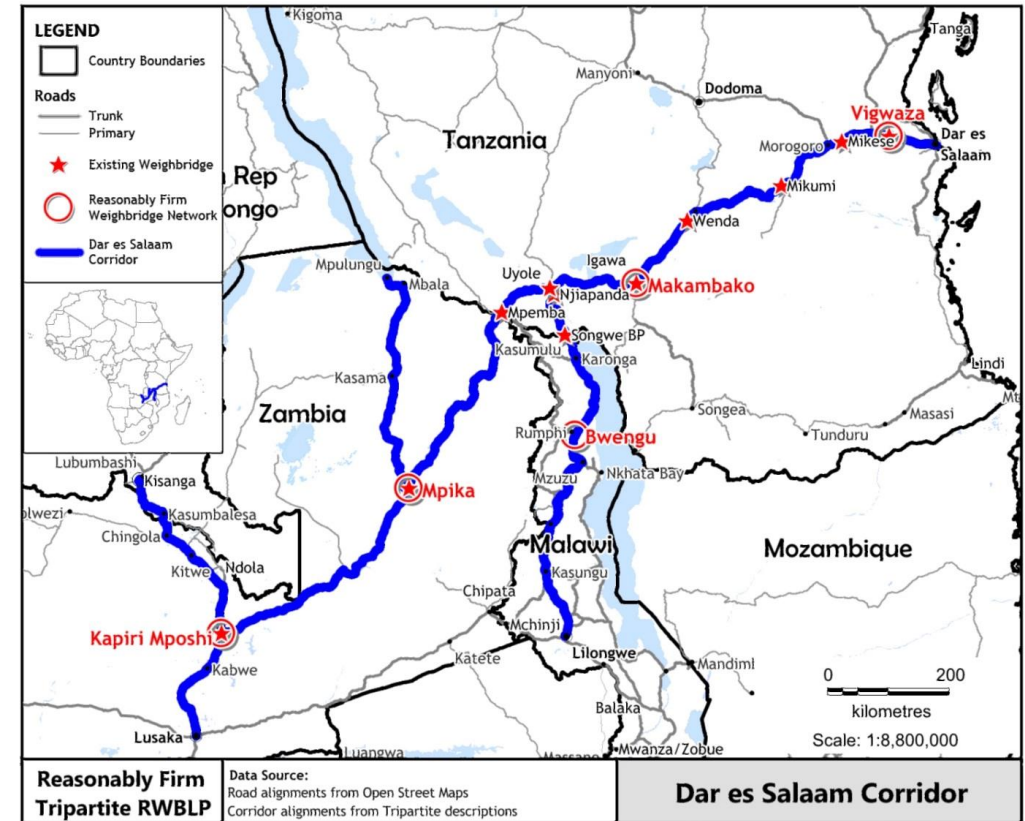 LEGEND
Country Boundaries
Roads
Trunk
Primary
Existing Weighbridge
Reasonably Firm
Weighbridge Network
Dar es Salaam
Corridor
Kigoma
Tanga
Manyoni
Dodoma
Vigwaza
Tanzania
Dar es
Salaam
Morogoro
Mikese
Rep
ongo
Mikumi
Wenda
Mpulungu
Mbala
Uyole
Igawa
Njiapanda
Makambako
Mpemba
Songwe BP
Kasumulu
Karonga
Lindi
Kasama
Mt
Zambia
Songea
Masasi
Tunduru
Rumphi
Bwengu
Lubumbashi
Kisanga
Mzuzu
Nkhata Bay
Mpika
olwezi
Kasumbalesa
Chingola
Malawi
Mozambique
Kitwe
Ndola
Kasungu
Chipata
Mchinji
Kapiri Mposhi
Katete
Lilongwe
Kabwe
Mandiml
0 200
kilometres
Balaka
Lusaka
Scale: 1:8,800,000
Luangwa
Mwanza/Zobue
Reasonably Firm
Tripartite RWBLP
Data Source:
Road alignments from Open Street Maps
Corridor alignments from Tripartite descriptions
Dar es Salaam Corridor